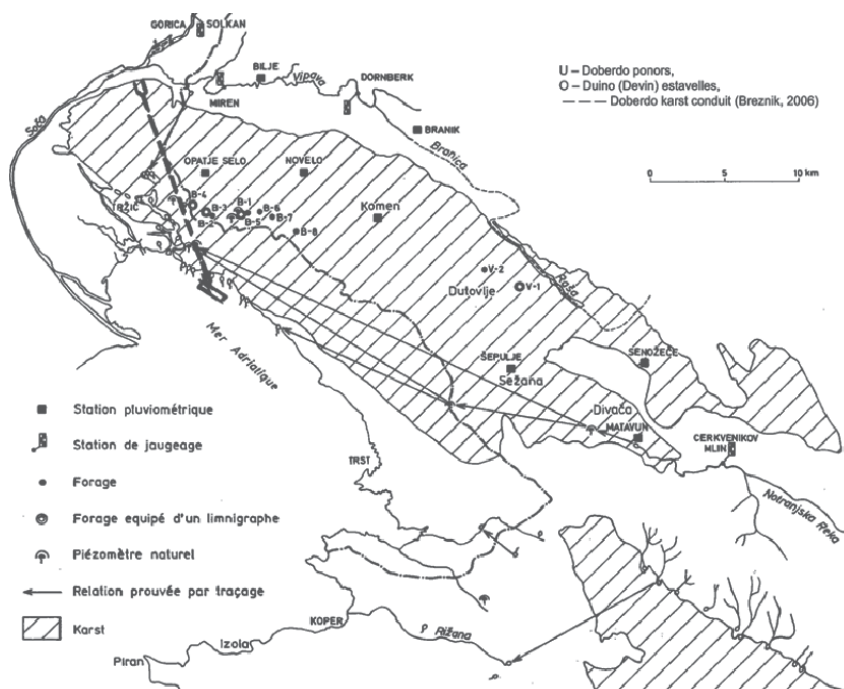 GORICA
SOLKAN
BILJE
Vipava
DORNBERK
MIREN
BRANIK
Branica
OPATJE SELO
NOVELO
TRŽIČ
B-4
B-3
B-1
B-6
B-2
B-5
B-7
B-8
Komen
V-2
Dutovlje
V-1
Raša
Mer Adriatique
SENOŽEČE
ŠEPULJE
Sežana
Divača
MATAVUN
CERKVENIKOV
MLIN
TRST
Notranjska Reka
KOPER
Rižana
Izola
Piran
U – Doberdo ponors,
O – Duino (Devin) estavelles,
Doberdo karst conduit (Breznik, 2006)
0 5 10 km
Station pluviométrique
Station de jaugeage
Forage
Forage equipé d'un limnigraphe
Piézomètre naturel
Relation prouvée par traçage
Karst